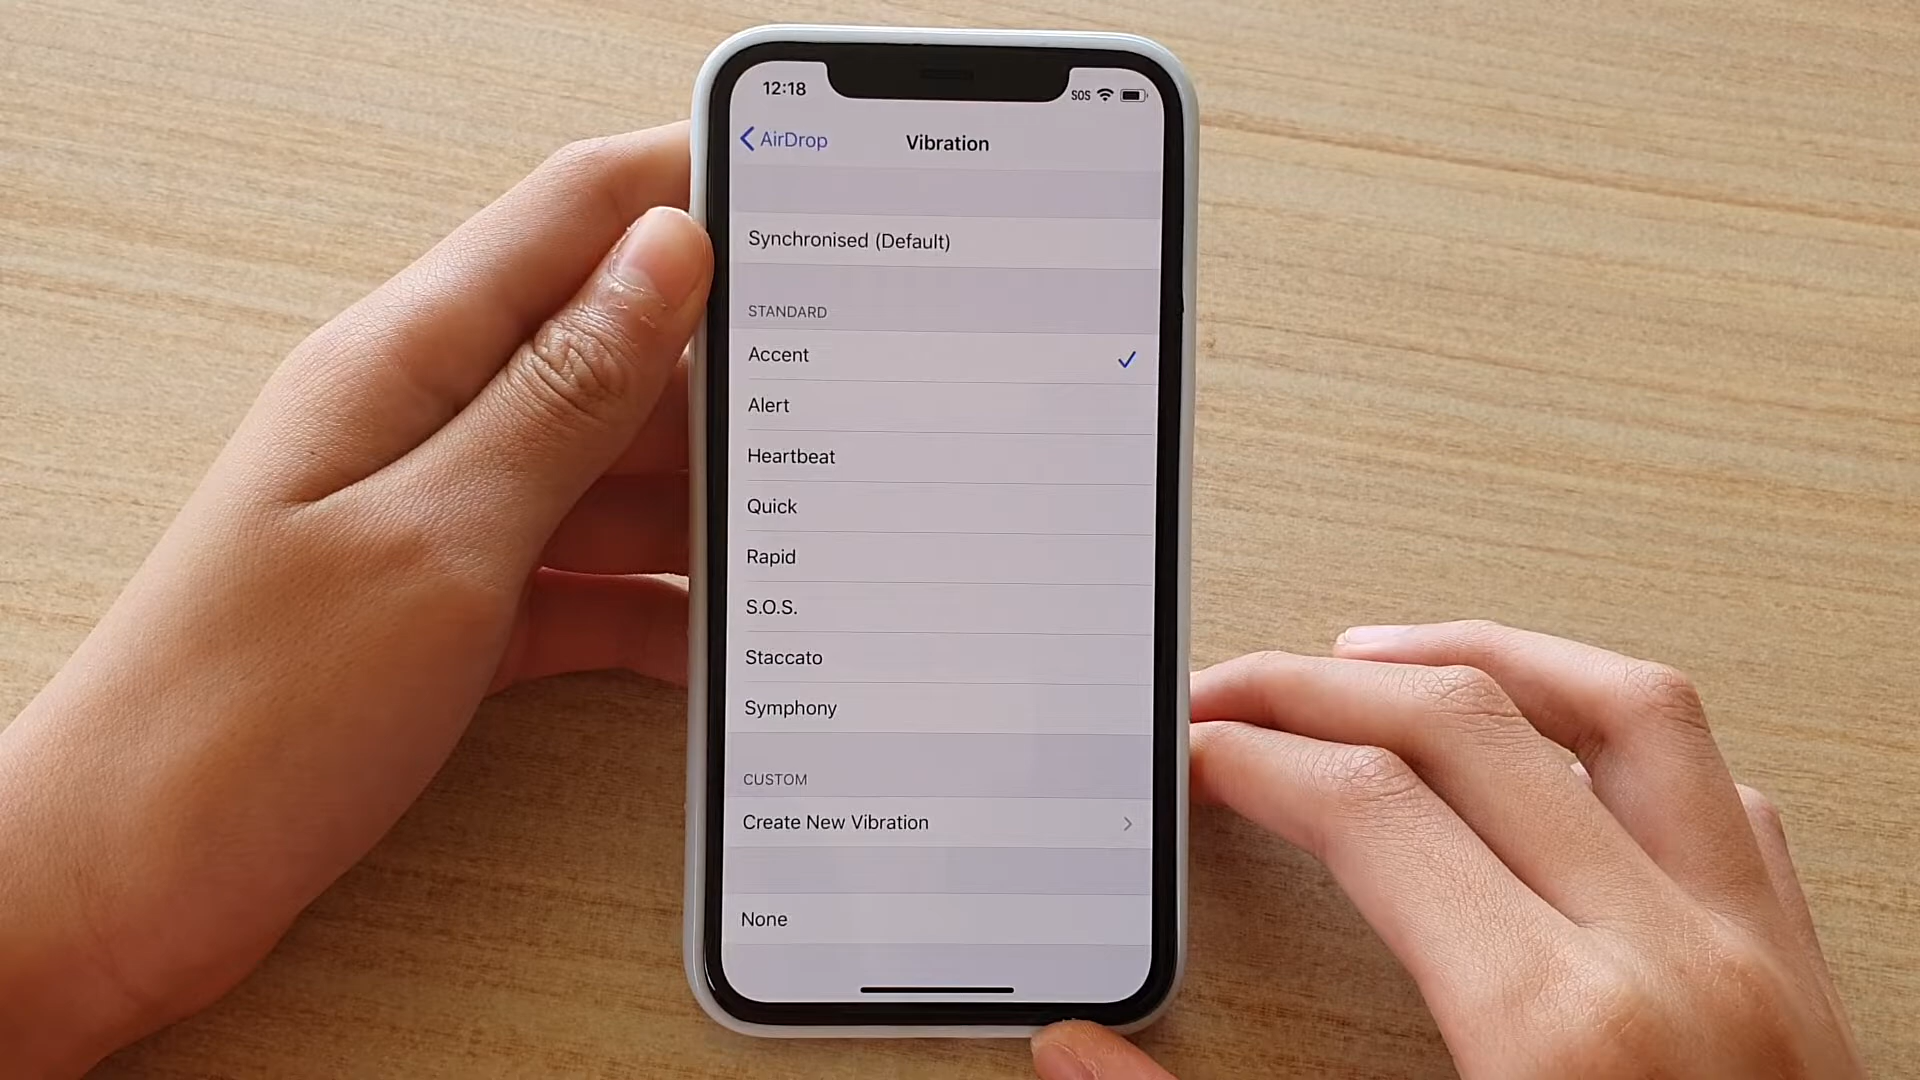 12:18
SOS
AirDrop
Vibration
Synchronised (Default)
STANDARD
Accent
Alert
Heartbeat
Quick
Rapid
S.O.S.
Staccato
Symphony
CUSTOM
Create New Vibration
None